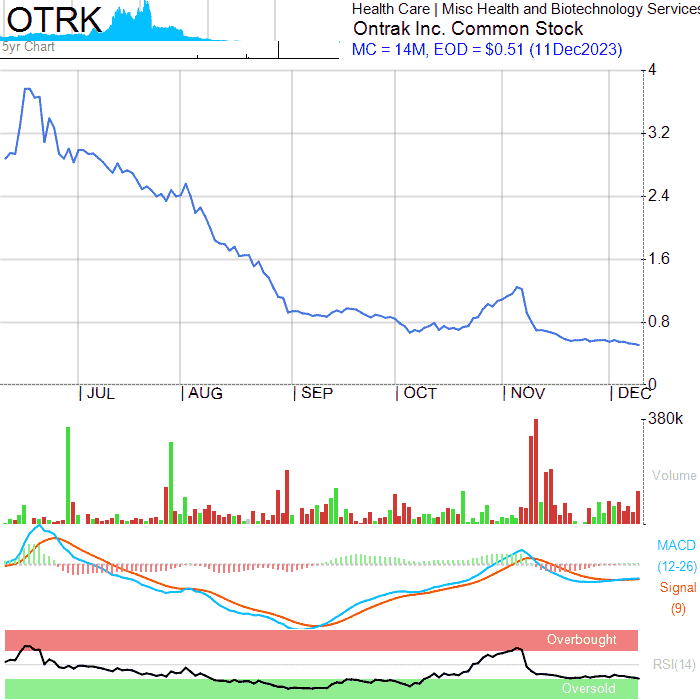 OTRK
5yr Chart
Health Care | Misc Health and Biotechnology Services
Ontrak Inc. Common Stock
MC = 14M, EOD = $0.51 (11Dec2023)
4
3.2
2.4
1.6
0.8
0
JUL AUG SEP OCT NOV DEC
380k
Volume
MACD
(12-26)
Signal
(9)
Overbought
RSI(14)
Oversold